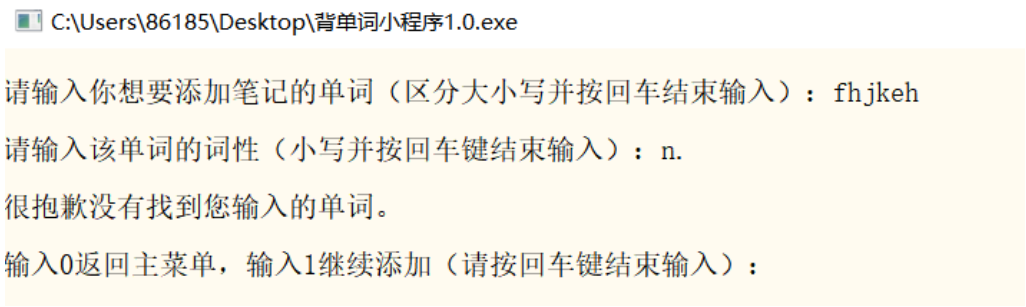 C:\Users\86185\Desktop\背单词小程序1.0.exe
请输入你想要添加笔记的单词（区分大小写并按回车结束输入）：fhjkeh
请输入该单词的词性（小写并按回车键结束输入）：n.
很抱歉没有找到您输入的单词。
输入0返回主菜单，输入1继续添加（请按回车键结束输入）：